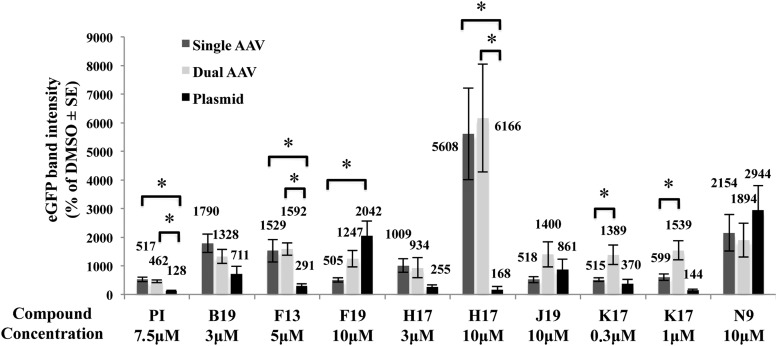 eGFP band intensity
(% of DMSO ± SE)
9000
8000
7000
6000
5000
4000
3000
2000
1000
0
Single AAV
Dual AAV
Plasmid
* * * * * * * * *
517 462 128
1790 1328 711
1529 1592 291
505 1247 2042
1009 934 255
5608 6166 168
518 1400 861
515 1389 370
599 1539 144
2154 1894 2944
Compound PI B19 F13 F19 H17 H17 J19 K17 K17 N9
Concentration 7.5µM 3µM 5µM 10µM 3µM 10µM 10µM 0.3µM 1µM 10µM